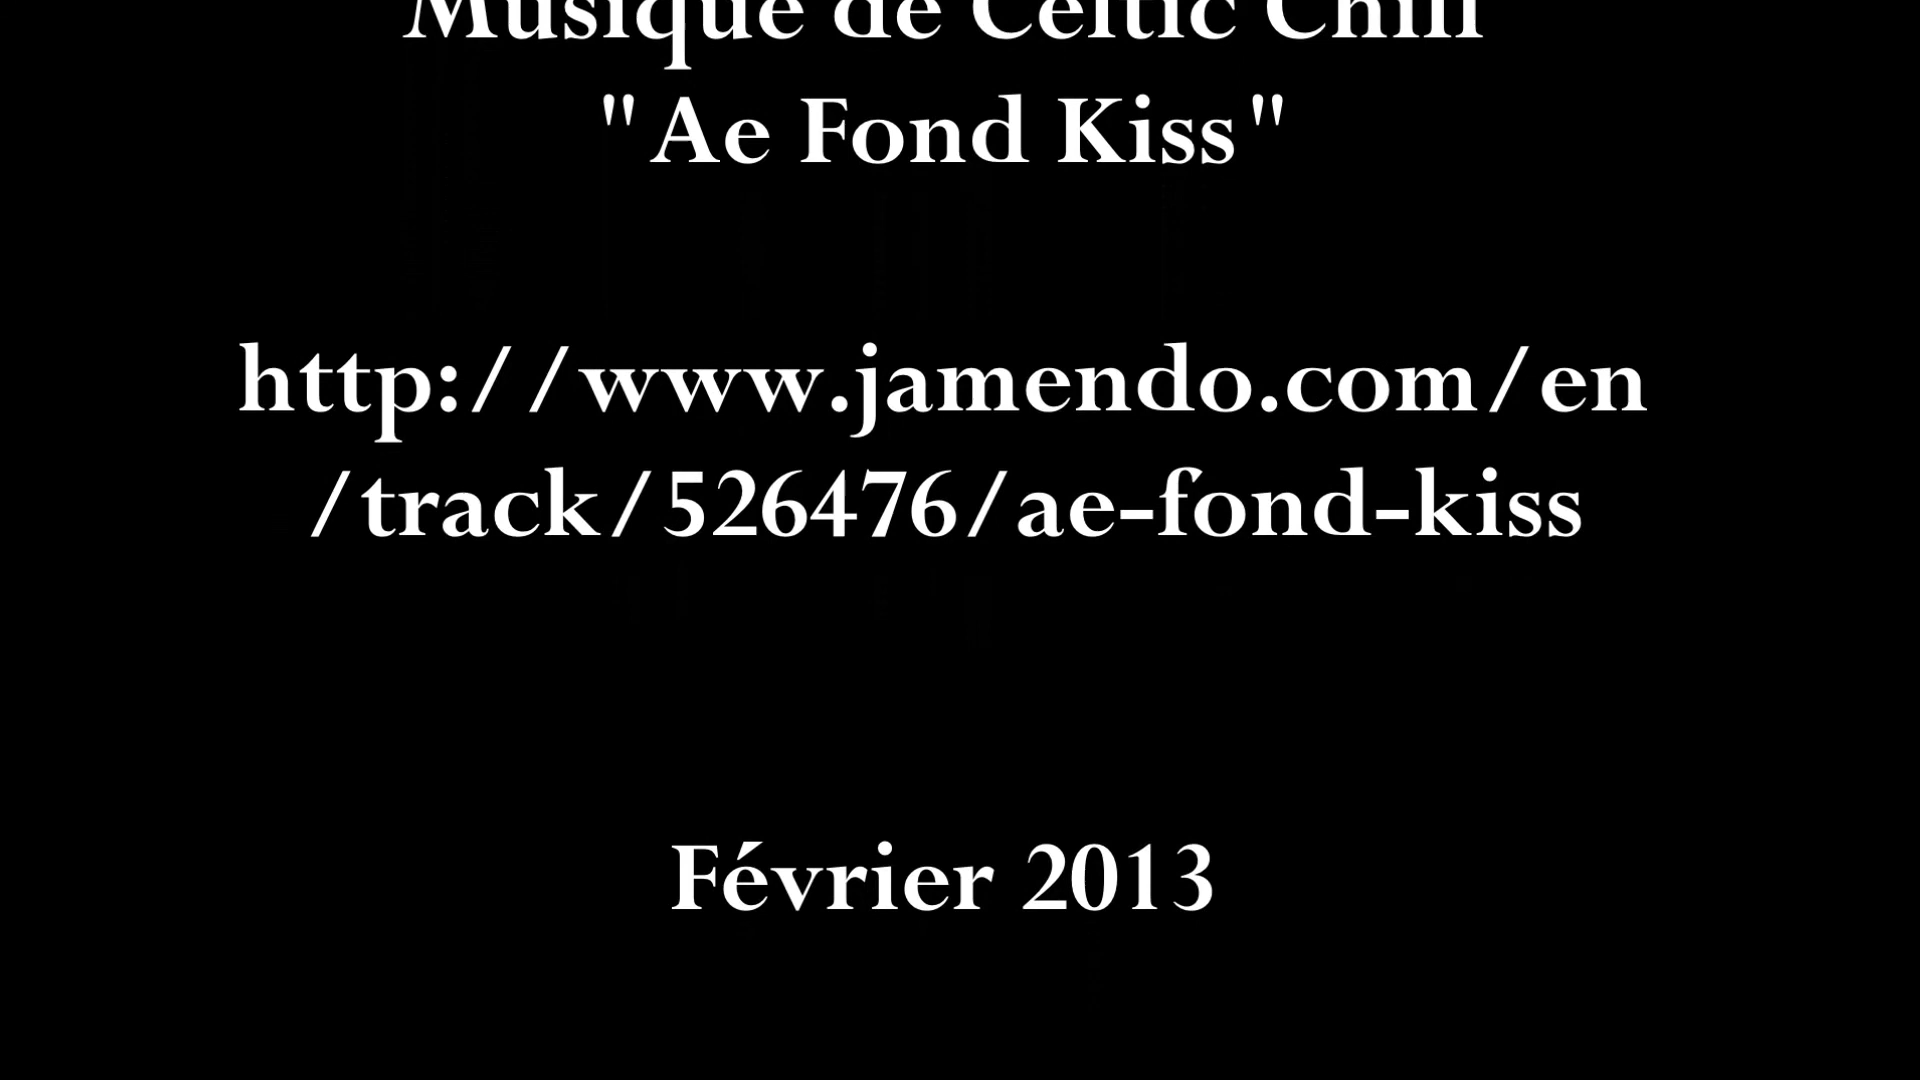 Musique de Celtic Chill
"Ae Fond Kiss"
http://www.jamendo.com/en
/track/526476/ae-fond-kiss
Février 2013